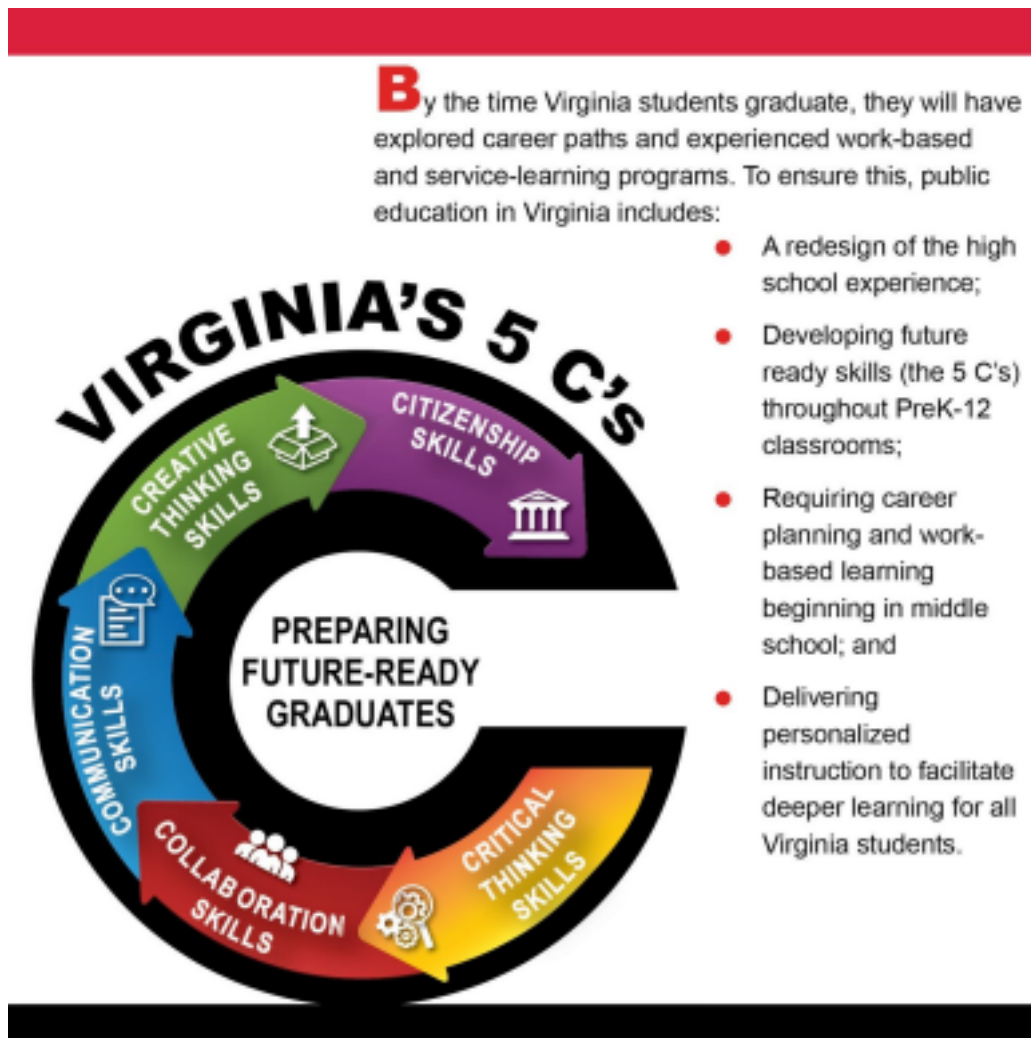 By the time Virginia students graduate, they will have
explored career paths and experienced work-based
and service-learning programs. To ensure this, public
education in Virginia includes:
● A redesign of the high
school experience;
● Developing future
ready skills (the 5 C's)
throughout PreK-12
classrooms;
● Requiring career
planning and work-
based learning
beginning in middle
school; and
● Delivering
personalized
instruction to facilitate
deeper learning for all
Virginia students.
VIRGINIA'S 5 C's
CRITICAL
THINKING
SKILLS
COLLABORATION
SKILLS
COMMUNICATION
SKILLS
CREATIVE
THINKING
SKILLS
CITIZENSHIP
SKILLS
PREPARING
FUTURE-READY
GRADUATES